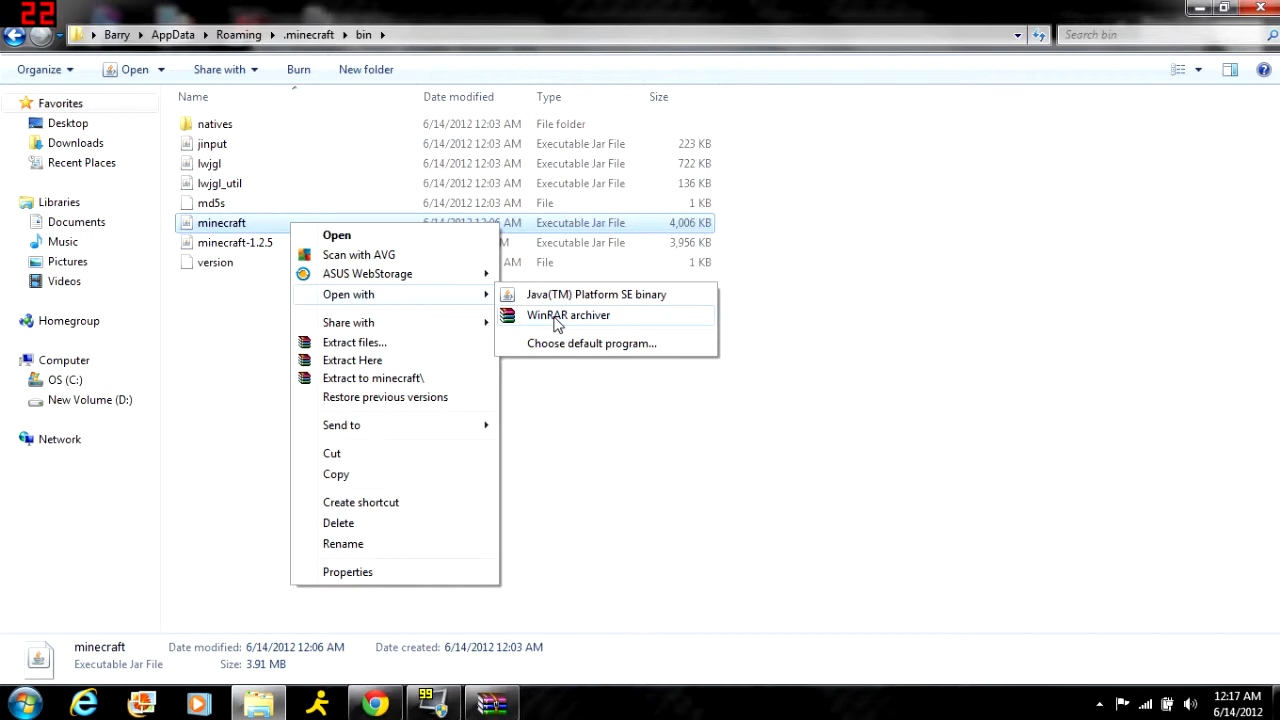 22
Barry
AppData
Roaming
.minecraft
bin
Search bin
Organize
Open
Share with
Burn
New folder
Name
Date modified
Type
Size
Favorites
Desktop
Downloads
Recent Places
Libraries
Documents
Music
Pictures
Videos
Homegroup
Computer
OS (C:)
New Volume (D:)
Network
natives 6/14/2012 12:03 AM File folder
jinput 6/14/2012 12:03 AM Executable Jar File 223 KB
lwjgl 6/14/2012 12:03 AM Executable Jar File 722 KB
lwjgl_util 6/14/2012 12:03 AM Executable Jar File 136 KB
md5s 6/14/2012 12:03 AM File 1 KB
minecraft 6/14/2012 12:06 AM Executable Jar File 4,006 KB
minecraft-1.2.5 M Executable Jar File 3,956 KB
version AM File 1 KB
Open
Scan with AVG
ASUS WebStorage
Open with
Share with
Extract files...
Extract Here
Extract to minecraft\
Restore previous versions
Send to
Cut
Copy
Create shortcut
Delete
Rename
Properties
Java(TM) Platform SE binary
WinRAR archiver
Choose default program...
minecraft Date modified: 6/14/2012 12:06 AM Date created: 6/14/2012 12:03 AM
Executable Jar File Size: 3.91 MB
99
12:17 AM
6/14/2012